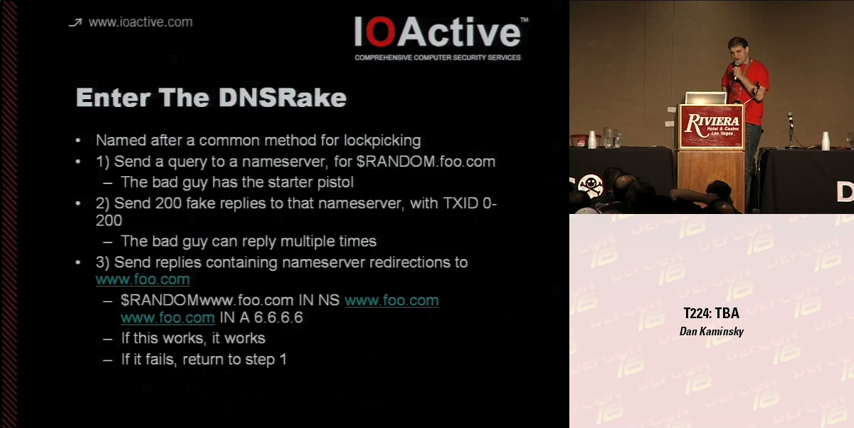 www.ioactive.com
IOActive™
COMPREHENSIVE COMPUTER SECURITY SERVICES
Enter The DNSRake
• Named after a common method for lockpicking
• 1) Send a query to a nameserver, for $RANDOM.foo.com
– The bad guy has the starter pistol
• 2) Send 200 fake replies to that nameserver, with TXID 0-
200
– The bad guy can reply multiple times
• 3) Send replies containing nameserver redirections to
www.foo.com
– $RANDOMwww.foo.com IN NS www.foo.com
www.foo.com IN A 6.6.6.6
– If this works, it works
– If it fails, return to step 1
RIVIERA
Hotel & Casino
Las Vegas
D
T224: TBA
Dan Kaminsky
DEFCON
16